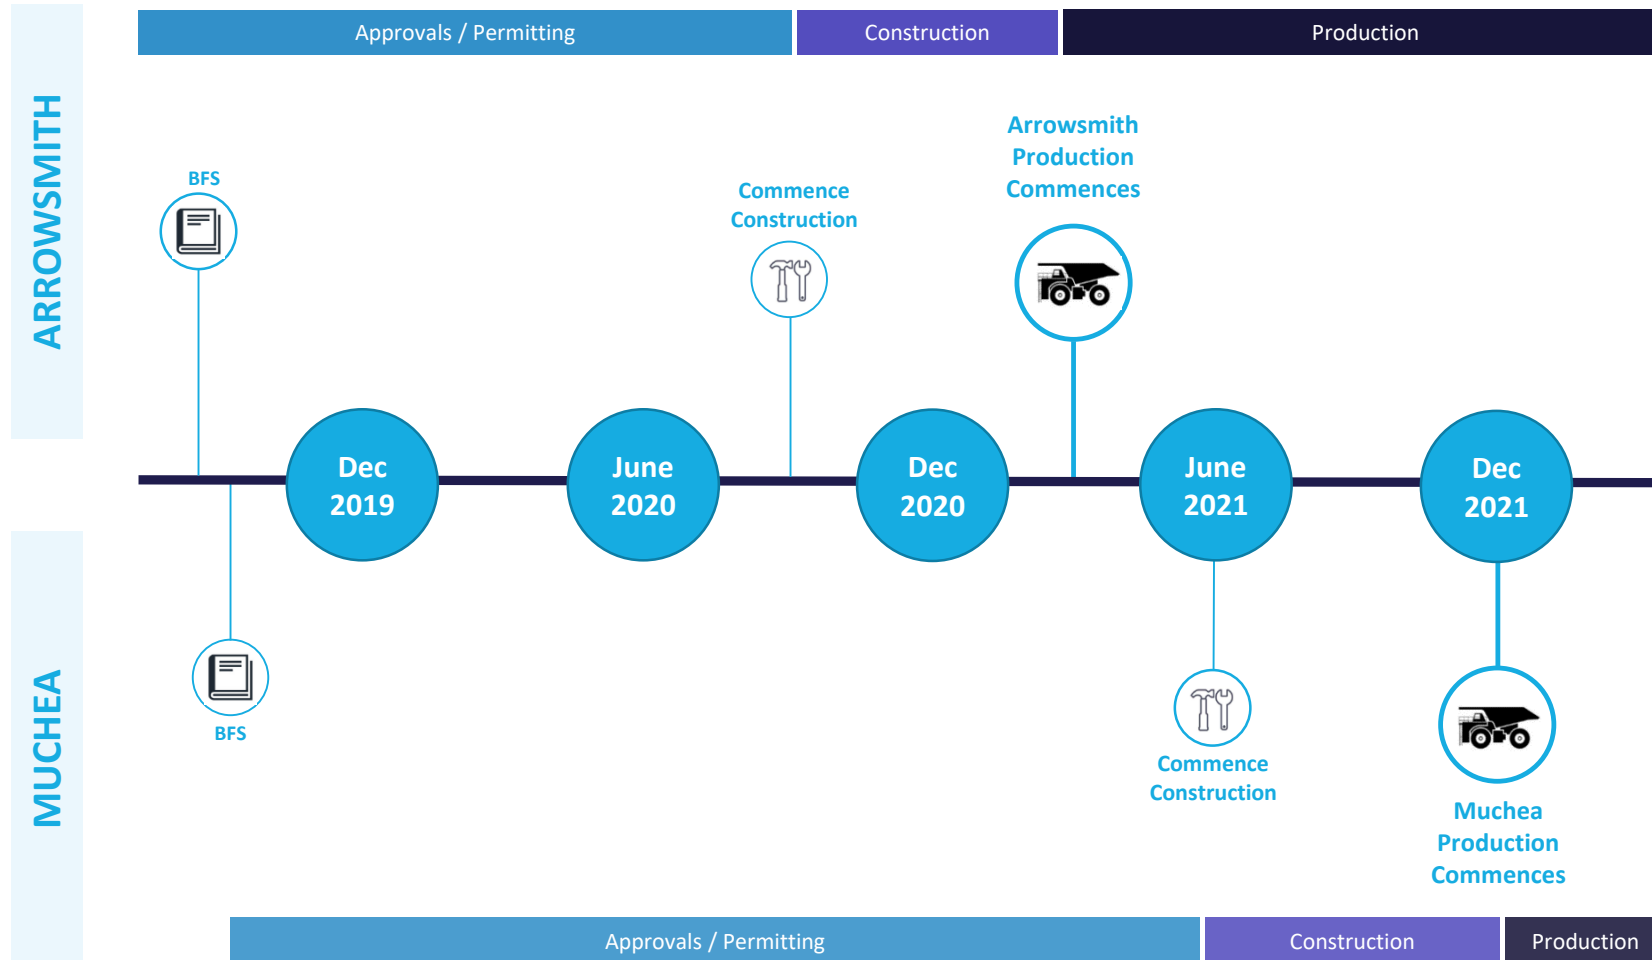 Approvals / Permitting
Construction
Production
ARROWSMITH
BFS
Commence
Construction
Arrowsmith
Production
Commences
Dec
2019
June
2020
Dec
2020
June
2021
Dec
2021
MUCHEA
BFS
Commence
Construction
Muchea
Production
Commences
Approvals / Permitting
Construction
Production